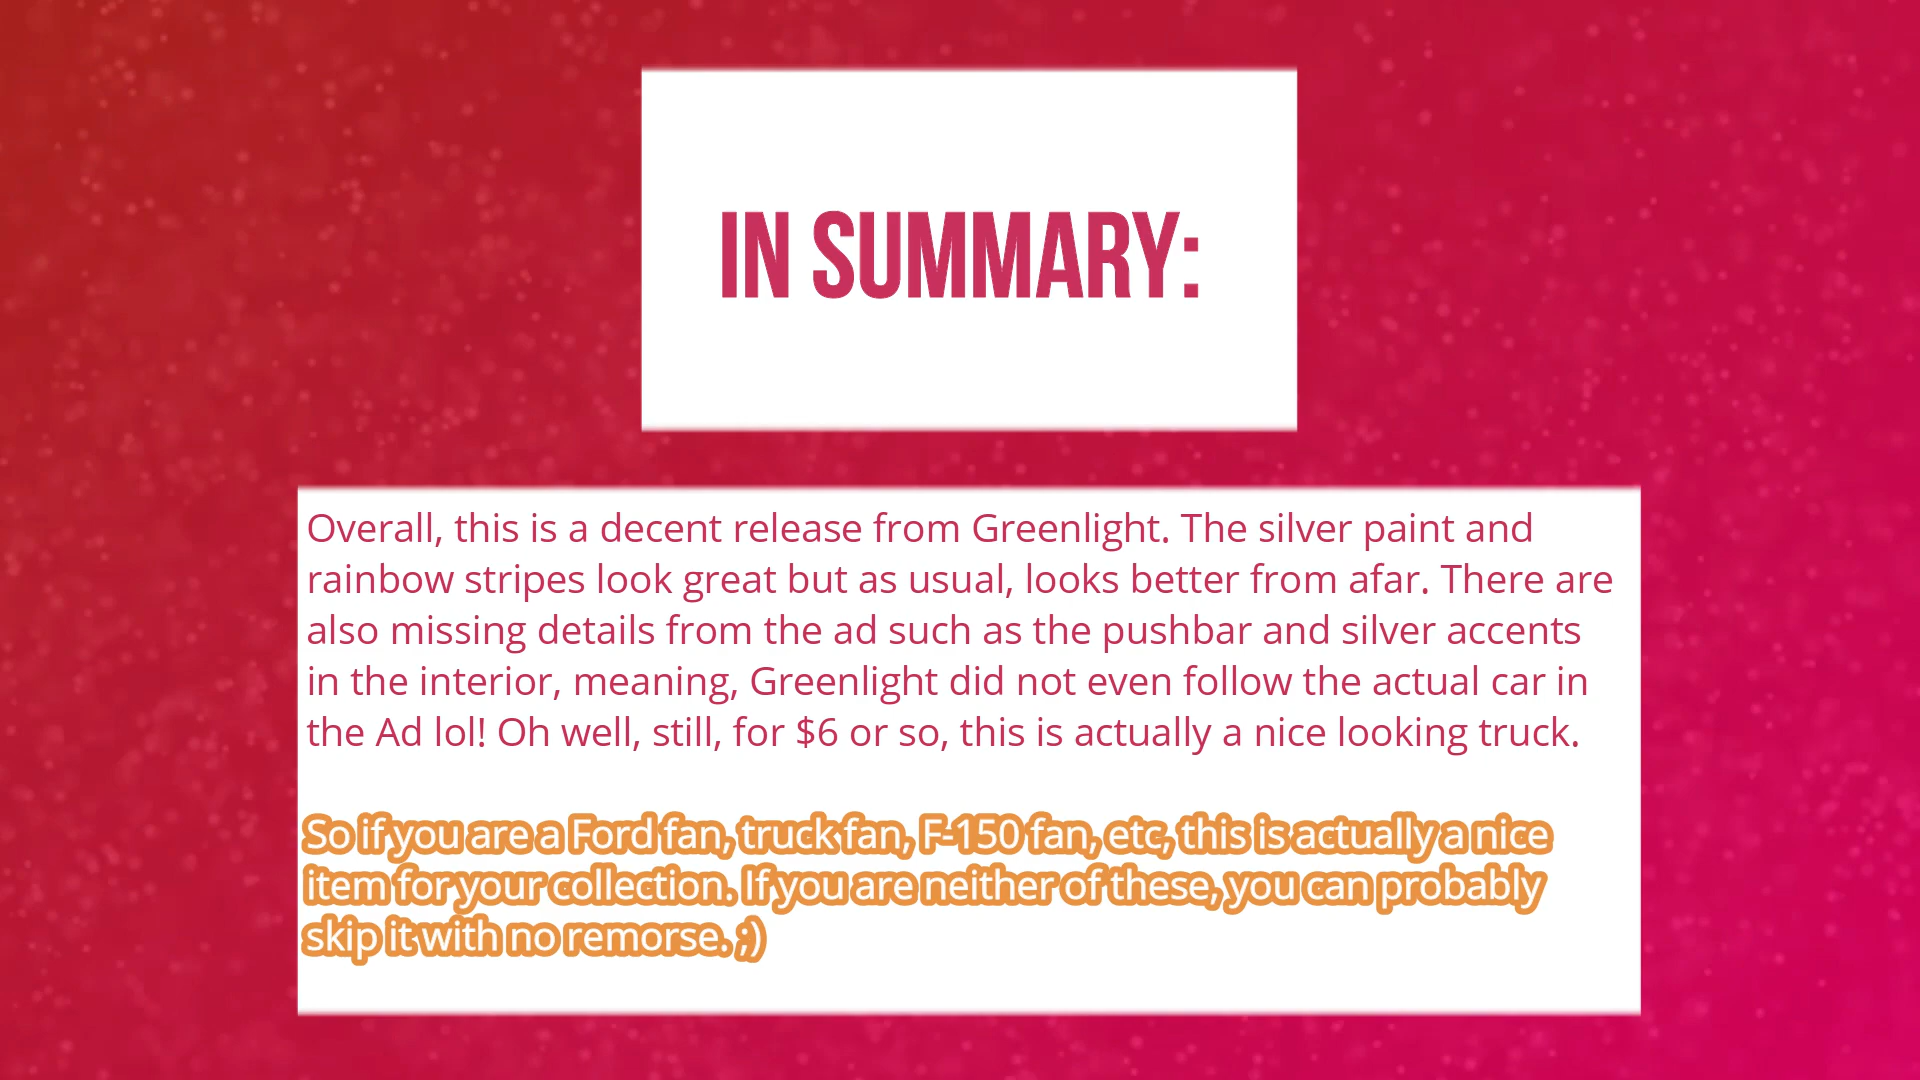 IN SUMMARY:
Overall, this is a decent release from Greenlight. The silver paint and
rainbow stripes look great but as usual, looks better from afar. There are
also missing details from the ad such as the pushbar and silver accents
in the interior, meaning, Greenlight did not even follow the actual car in
the Ad lol! Oh well, still, for $6 or so, this is actually a nice looking truck.
So if you are a Ford fan, truck fan, F-150 fan, etc, this is actually a nice
item for your collection. If you are neither of these, you can probably
skip it with no remorse. ;)